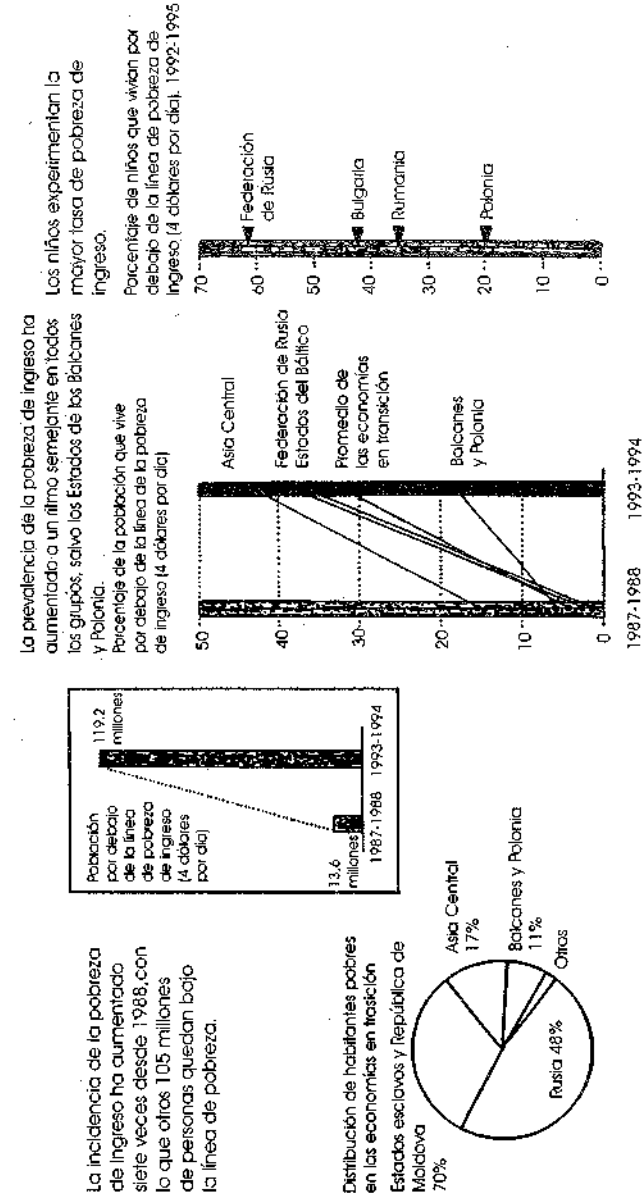 La incidencia de la pobreza
de ingreso ha aumentado
siete veces desde 1988, con
lo que otros 105 millones
de personas quedan bajo
la línea de pobreza.
Población
por debajo
de la línea
de pobreza
de ingreso
(4 dólares
por día)
119.2
millones
13.6
millones
1987-1988 1993-1994
Distribución de habitantes pobres
en las economías en trasición
Estados esclavos y República de
Moldova
70%
Asia Central
17%
Balcanes y Polonia
11%
Otros
Rusia 48%
La prevalencia de la pobreza de ingreso ha
aumentado a un ritmo semejante en todos
los grupos, salvo los Estados de los Balcanes
y Polonia.
Porcentaje de la población que vive
por debajo de la línea de la pobreza
de ingreso (4 dólares por día)
50
40
30
20
10
0
Asia Central
Federación de Rusia
Estados del Báltico
Promedio de
las economías
en transición
Balcanes
y Polonia
1987-1988 1993-1994
Los niños experimentan la
mayor tasa de pobreza de
ingreso.
Porcentaje de niños que vivían por
debajo de la línea de pobreza de
ingreso (4 dólares por día). 1992-1995
70
60
50
40
30
20
10
0
Federación
de Rusia
Bulgaria
Rumania
Polonia